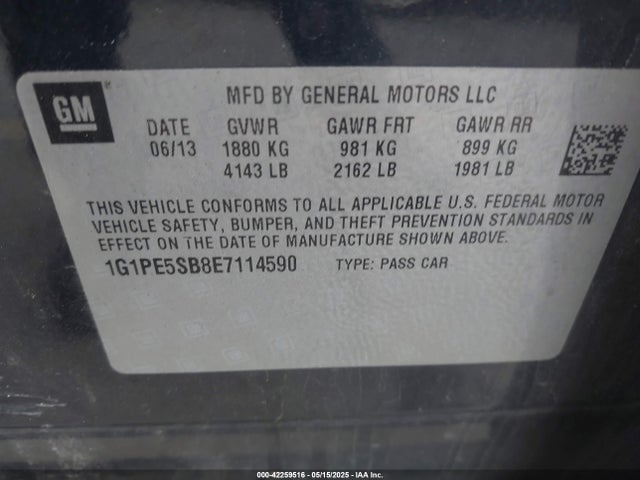 GM
MFD BY GENERAL MOTORS LLC
DATE GVWR GAWR FRT GAWR RR
06/13 1880 KG 981 KG 899 KG
4143 LB 2162 LB 1981 LB
THIS VEHICLE CONFORMS TO ALL APPLICABLE U.S. FEDERAL MOTOR
VEHICLE SAFETY, BUMPER, AND THEFT PREVENTION STANDARDS IN
EFFECT ON THE DATE OF MANUFACTURE SHOWN ABOVE.
1G1PE5SB8E7114590 TYPE: PASS CAR
000-42259516 — 05/15/2025 — IAA Inc.